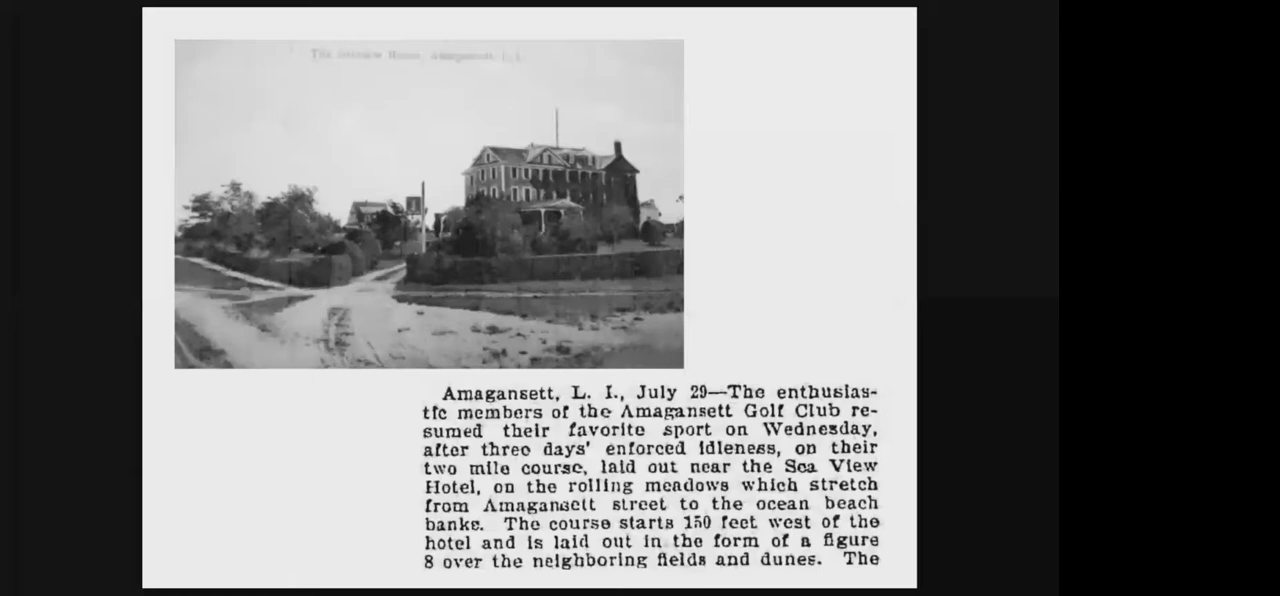 The Seaview House, Amagansett, L.I.
Amagansett, L. I., July 29—The enthusias-
tic members of the Amagansett Golf Club re-
sumed their favorite sport on Wednesday,
after three days' enforced idleness, on their
two mile course, laid out near the Sea View
Hotel, on the rolling meadows which stretch
from Amagansett street to the ocean beach
banks. The course starts 150 feet west of the
hotel and is laid out in the form of a figure
8 over the neighboring fields and dunes. The